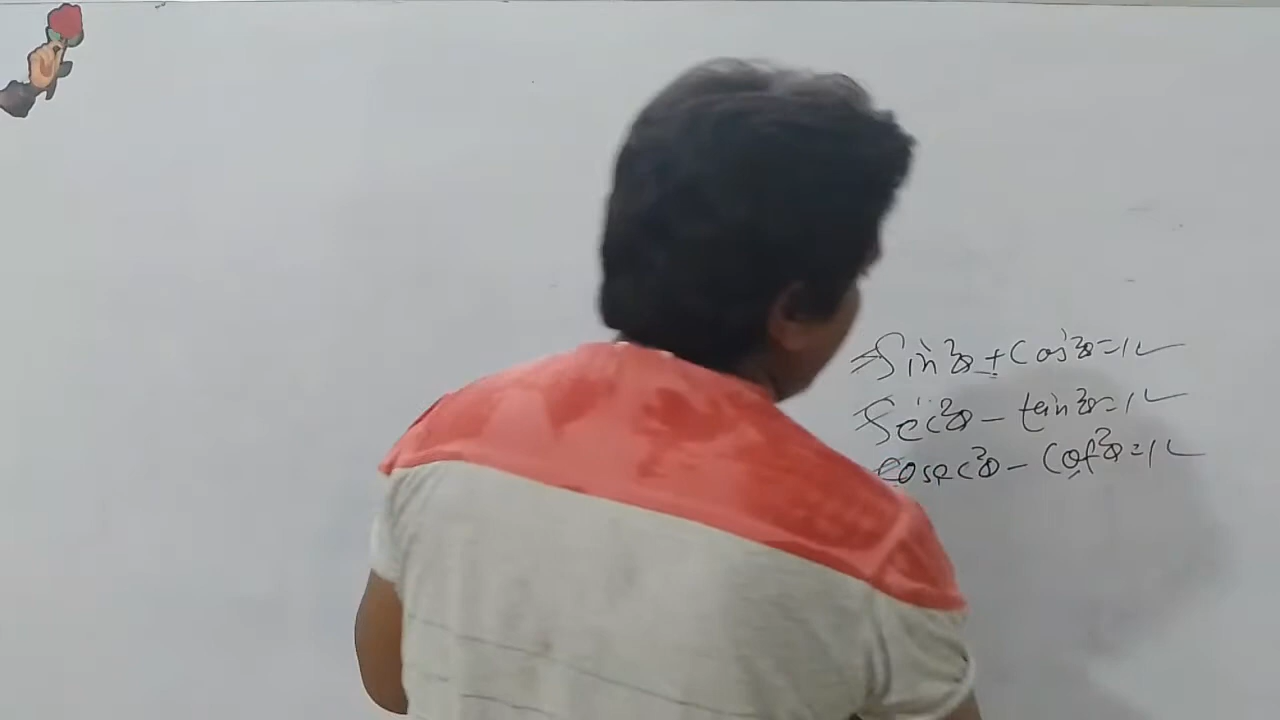 Sin²θ + Cos²θ = 1
Sec²θ - tan²θ = 1
Cosec²θ - Cot²θ = 1